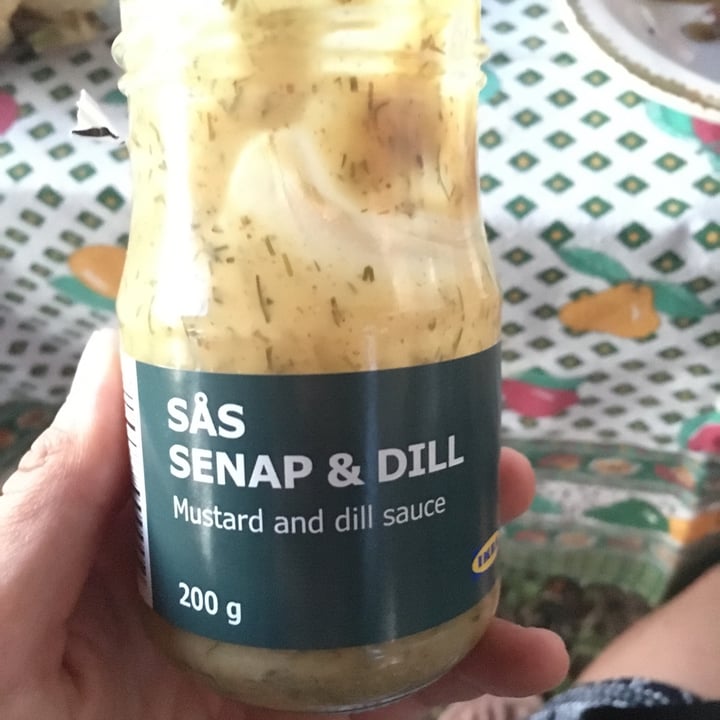 SÅS
SENAP & DILL
Mustard and dill sauce
200 g